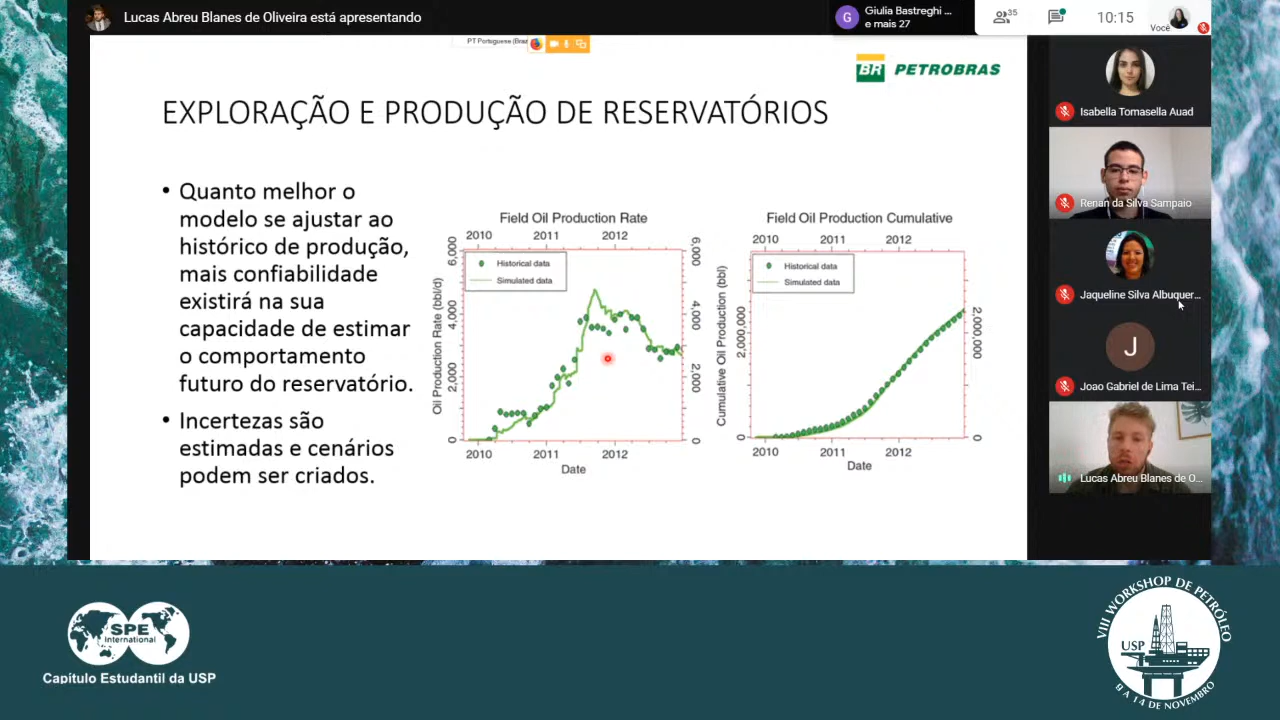 Lucas Abreu Blanes de Oliveira está apresentando
G
Giulia Bastreghi ...
e mais 27
35
10:15
Você
PT Portuguese (Braz
BR PETROBRAS
EXPLORAÇÃO E PRODUÇÃO DE RESERVATÓRIOS
• Quanto melhor o
modelo se ajustar ao
histórico de produção,
mais confiabilidade
existirá na sua
capacidade de estimar
o comportamento
futuro do reservatório.
• Incertezas são
estimadas e cenários
podem ser criados.
Field Oil Production Rate
2010 2011 2012
Historical data
Simulated data
Oil Production Rate (bbl/d)
6,000
4,000
2,000
0
6,000
4,000
2,000
0
2010 2011 2012
Date
Field Oil Production Cumulative
2010 2011 2012
Historical data
Simulated data
Cumulative Oil Production (bbl)
2,000,000
0
2,000,000
0
2010 2011 2012
Date
Isabella Tomasella Auad
Renan da Silva Sampaio
Jaqueline Silva Albuquer...
J
Joao Gabriel de Lima Tei...
Lucas Abreu Blanes de O...
SPE
International
Capítulo Estudantil da USP
VIII WORKSHOP DE PETRÓLEO
USP
9 A 14 DE NOVEMBRO